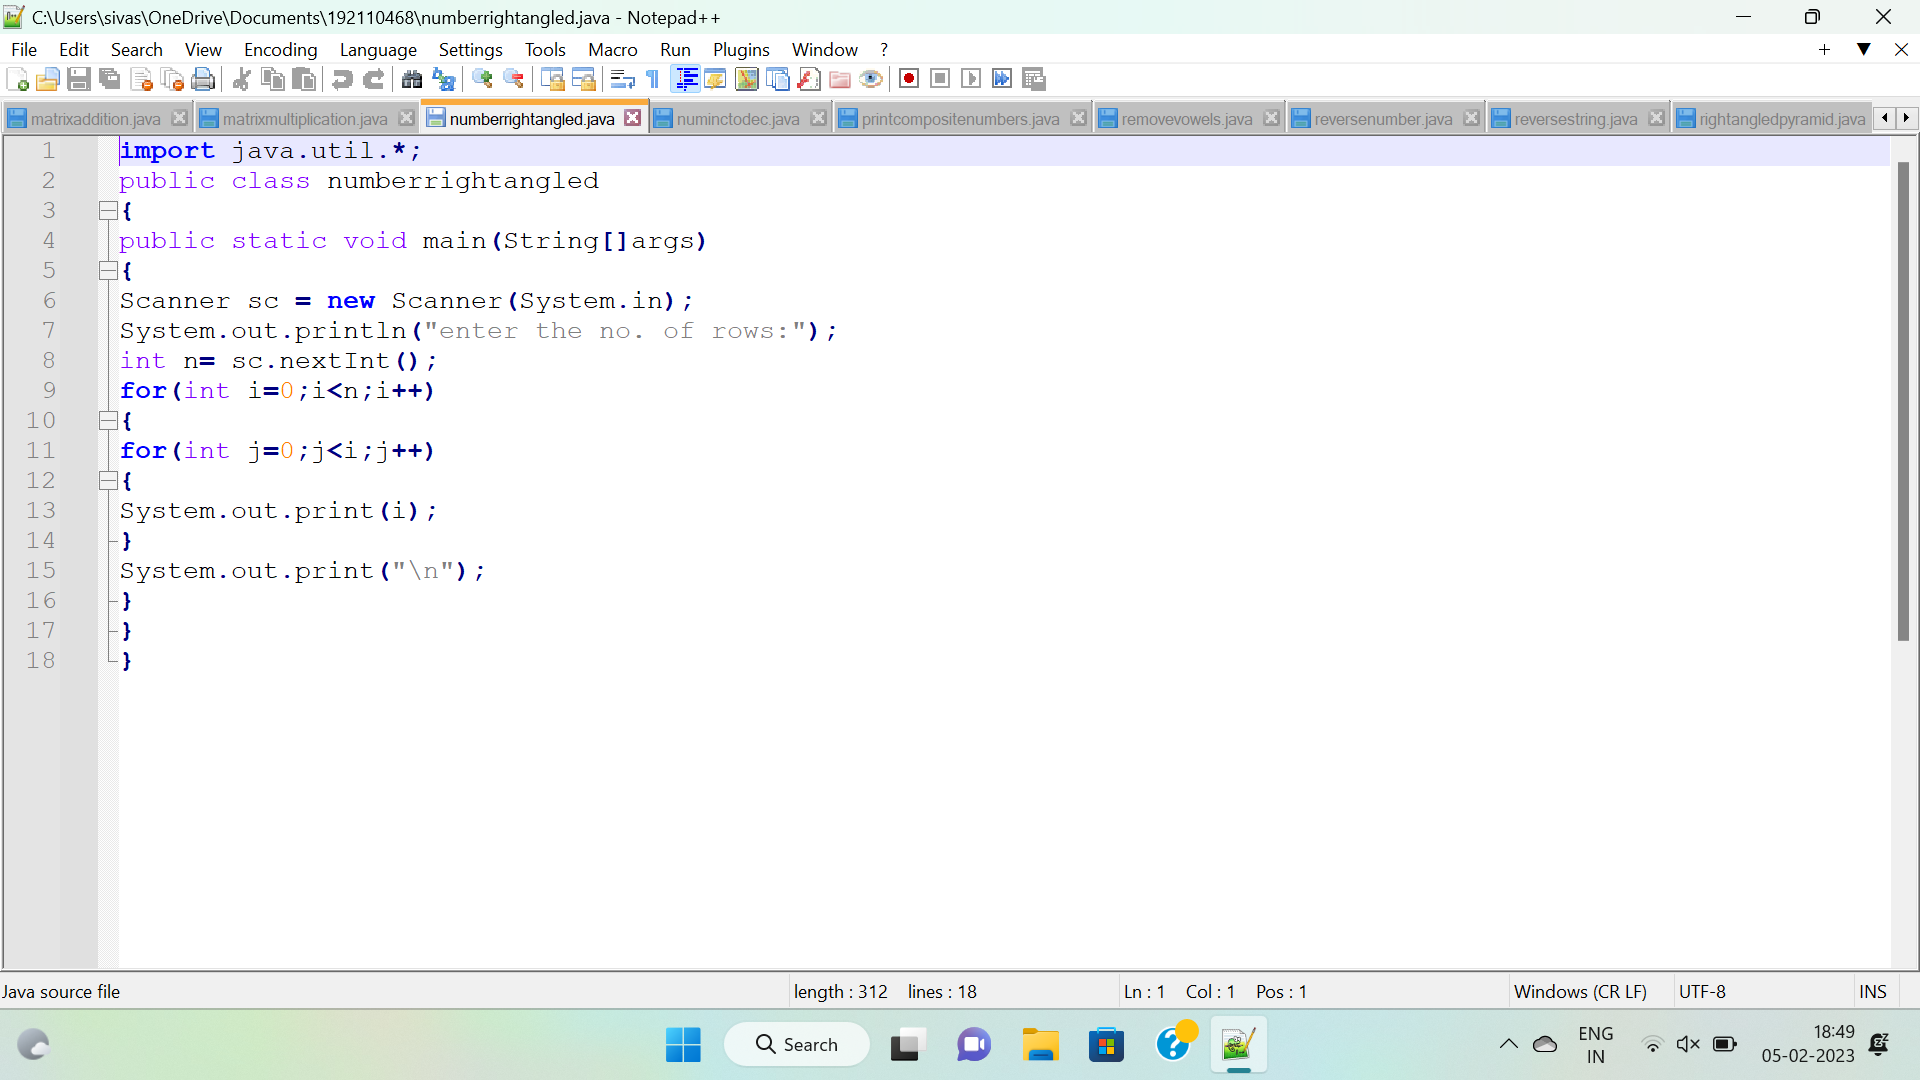 C:\Users\sivas\OneDrive\Documents\192110468\numberrightangled.java - Notepad++
File Edit Search View Encoding Language Settings Tools Macro Run Plugins Window ?
matrixaddition.java matrixmultiplication.java numberrightangled.java numinctodec.java printcompositenumbers.java removevowels.java reversenumber.java reversestring.java rightangledpyramid.java
1 import java.util.*;
2 public class numberrightangled
3 {
4 public static void main(String[]args)
5 {
6 Scanner sc = new Scanner(System.in);
7 System.out.println("enter the no. of rows:");
8 int n= sc.nextInt();
9 for(int i=0;i<n;i++)
10 {
11 for(int j=0;j<i;j++)
12 {
13 System.out.print(i);
14 }
15 System.out.print("\n");
16 }
17 }
18 }
Java source file length : 312 lines : 18 Ln : 1 Col : 1 Pos : 1 Windows (CR LF) UTF-8 INS
Search
ENG
IN
18:49
05-02-2023